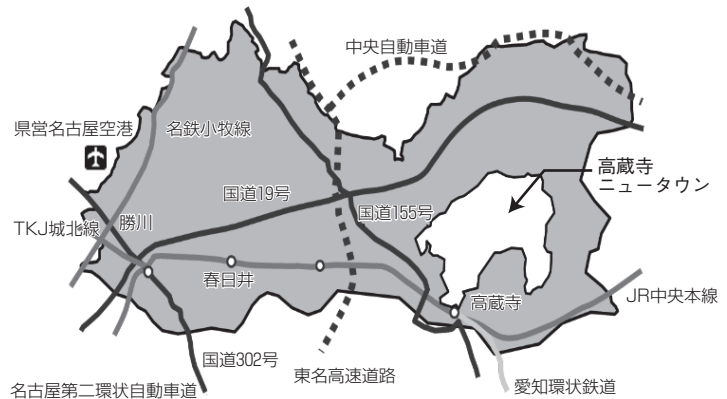 中央自動車道
県営名古屋空港
名鉄小牧線
高蔵寺
ニュータウン
国道19号
国道155号
TKJ城北線
勝川
春日井
高蔵寺
JR中央本線
国道302号
東名高速道路
名古屋第二環状自動車道
愛知環状鉄道